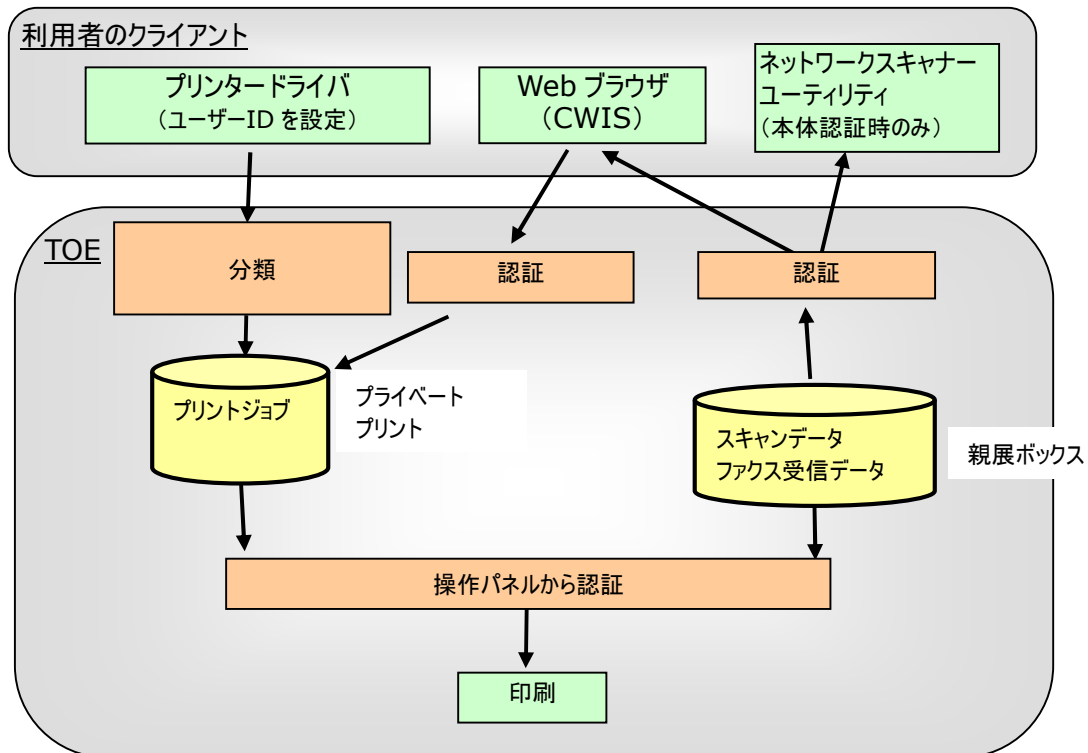 利用者のクライアント
プリンタードライバ
（ユーザーID を設定）
Web ブラウザ
（CWIS）
ネットワークスキャナー
ユーティリティ
（本体認証時のみ）
TOE
分類
認証
認証
プリントジョブ
プライベート
プリント
スキャンデータ
ファクス受信データ
親展ボックス
操作パネルから認証
印刷